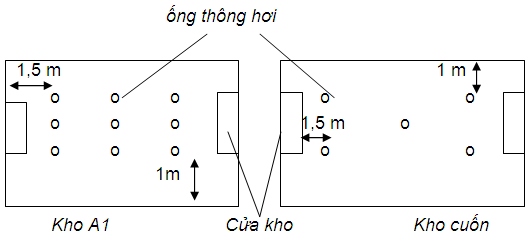 ống thông hơi
1,5 m
1 m
o o o
o o
o o o
1,5 m
o
o o o
o o
1m
Kho A1
Cửa kho
Kho cuốn